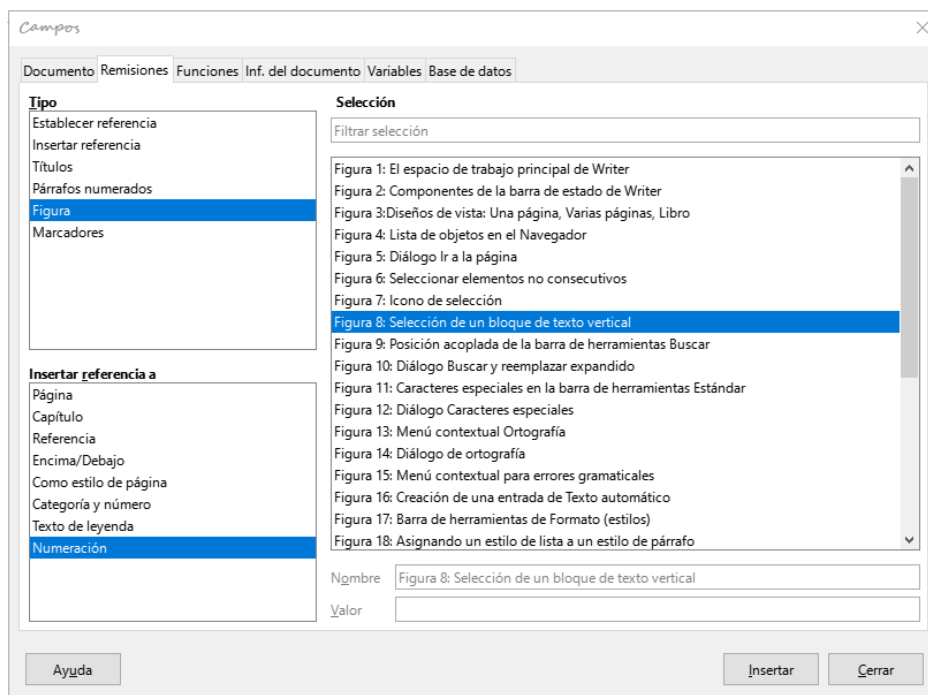 Campos
Documento Remisiones Funciones Inf. del documento Variables Base de datos
Tipo
Establecer referencia
Insertar referencia
Títulos
Párrafos numerados
Figura
Marcadores
Insertar referencia a
Página
Capítulo
Referencia
Encima/Debajo
Como estilo de página
Categoría y número
Texto de leyenda
Numeración
Selección
Filtrar selección
Figura 1: El espacio de trabajo principal de Writer
Figura 2: Componentes de la barra de estado de Writer
Figura 3:Diseños de vista: Una página, Varias páginas, Libro
Figura 4: Lista de objetos en el Navegador
Figura 5: Diálogo Ir a la página
Figura 6: Seleccionar elementos no consecutivos
Figura 7: Icono de selección
Figura 8: Selección de un bloque de texto vertical
Figura 9: Posición acoplada de la barra de herramientas Buscar
Figura 10: Diálogo Buscar y reemplazar expandido
Figura 11: Caracteres especiales en la barra de herramientas Estándar
Figura 12: Diálogo Caracteres especiales
Figura 13: Menú contextual Ortografía
Figura 14: Diálogo de ortografía
Figura 15: Menú contextual para errores gramaticales
Figura 16: Creación de una entrada de Texto automático
Figura 17: Barra de herramientas de Formato (estilos)
Figura 18: Asignando un estilo de lista a un estilo de párrafo
Nombre Figura 8: Selección de un bloque de texto vertical
Valor
Ayuda Insertar Cerrar